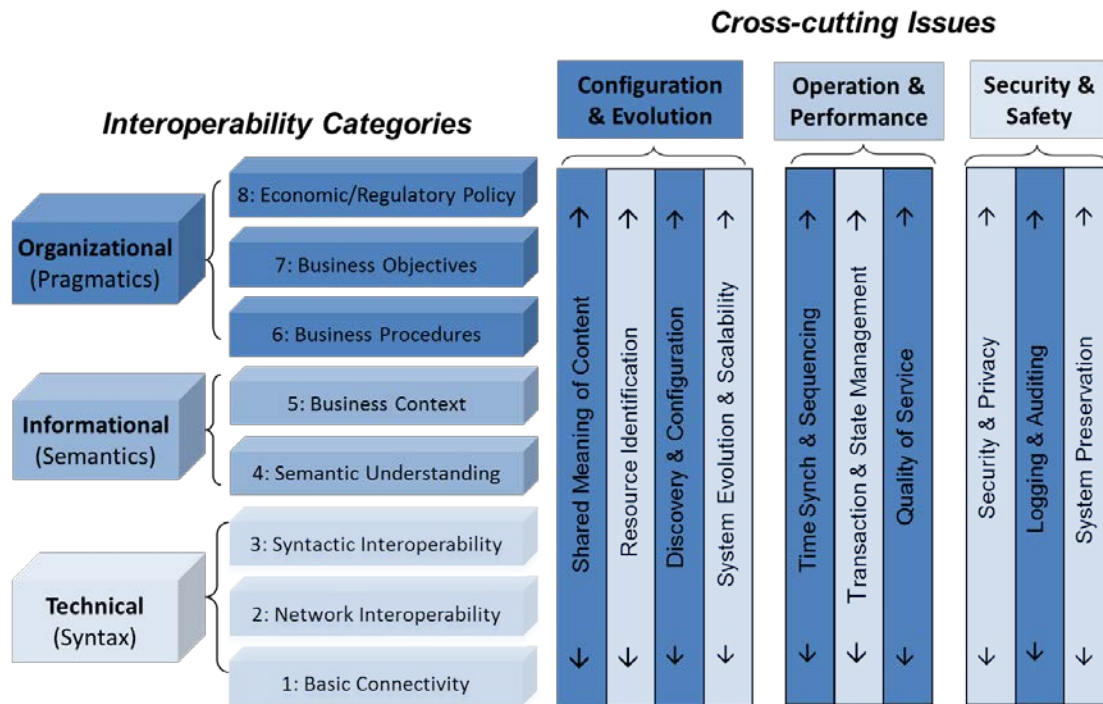 Cross-cutting Issues
Configuration
& Evolution
Operation &
Performance
Security &
Safety
Interoperability Categories
Organizational
(Pragmatics)
8: Economic/Regulatory Policy
7: Business Objectives
6: Business Procedures
Informational
(Semantics)
5: Business Context
4: Semantic Understanding
Technical
(Syntax)
3: Syntactic Interoperability
2: Network Interoperability
1: Basic Connectivity
Shared Meaning of Content
Resource Identification
Discovery & Configuration
System Evolution & Scalability
Time Synch & Sequencing
Transaction & State Management
Quality of Service
Security & Privacy
Logging & Auditing
System Preservation